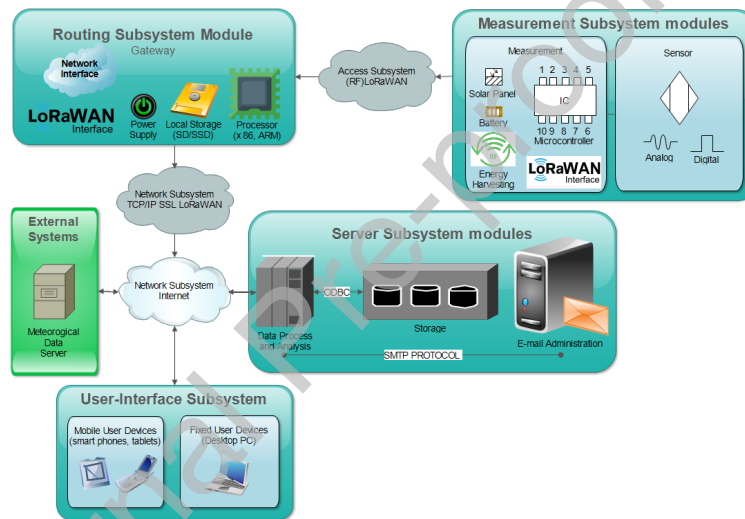 Routing Subsystem Module
Gateway
Network
Interface
LoRaWAN
Interface
Power
Supply
Local Storage
(SD/SSD)
Processor
(x 86, ARM)
Access Subsystem
(RF)LoRaWAN
Measurement Subsystem modules
Measurement
1 2 3 4 5
Solar Panel
IC
Battery
10 9 8 7 6
Microcontroller
Energy
Harvesting
LoRaWAN
Interface
Sensor
Analog
Digital
Network Subsystem
TCP/IP SSL LoRaWAN
External
Systems
Meteorogical
Data
Server
Network Subsystem
Internet
Server Subsystem modules
ODBC
Data Process
and Analysis
Storage
E-mail Administration
SMTP PROTOCOL
User-Interface Subsystem
Mobile User Devices
(smart phones, tablets)
Fixed User Devices
(Desktop PC)